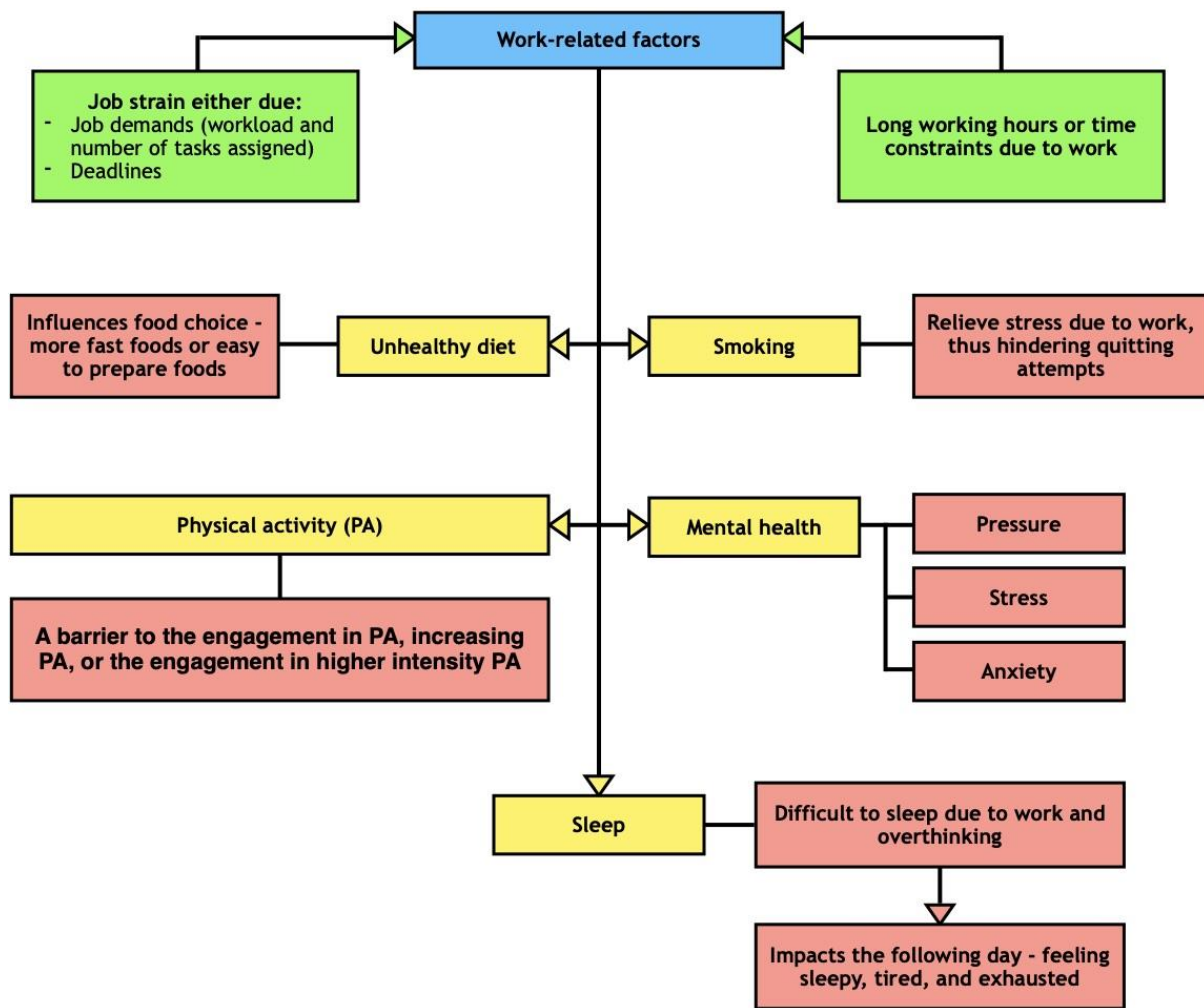 Work-related factors
Job strain either due:
- Job demands (workload and
number of tasks assigned)
- Deadlines
Long working hours or time
constraints due to work
Influences food choice -
more fast foods or easy
to prepare foods
Unhealthy diet
Smoking
Relieve stress due to work,
thus hindering quitting
attempts
Physical activity (PA)
A barrier to the engagement in PA, increasing
PA, or the engagement in higher intensity PA
Mental health
Pressure
Stress
Anxiety
Sleep
Difficult to sleep due to work and
overthinking
Impacts the following day - feeling
sleepy, tired, and exhausted